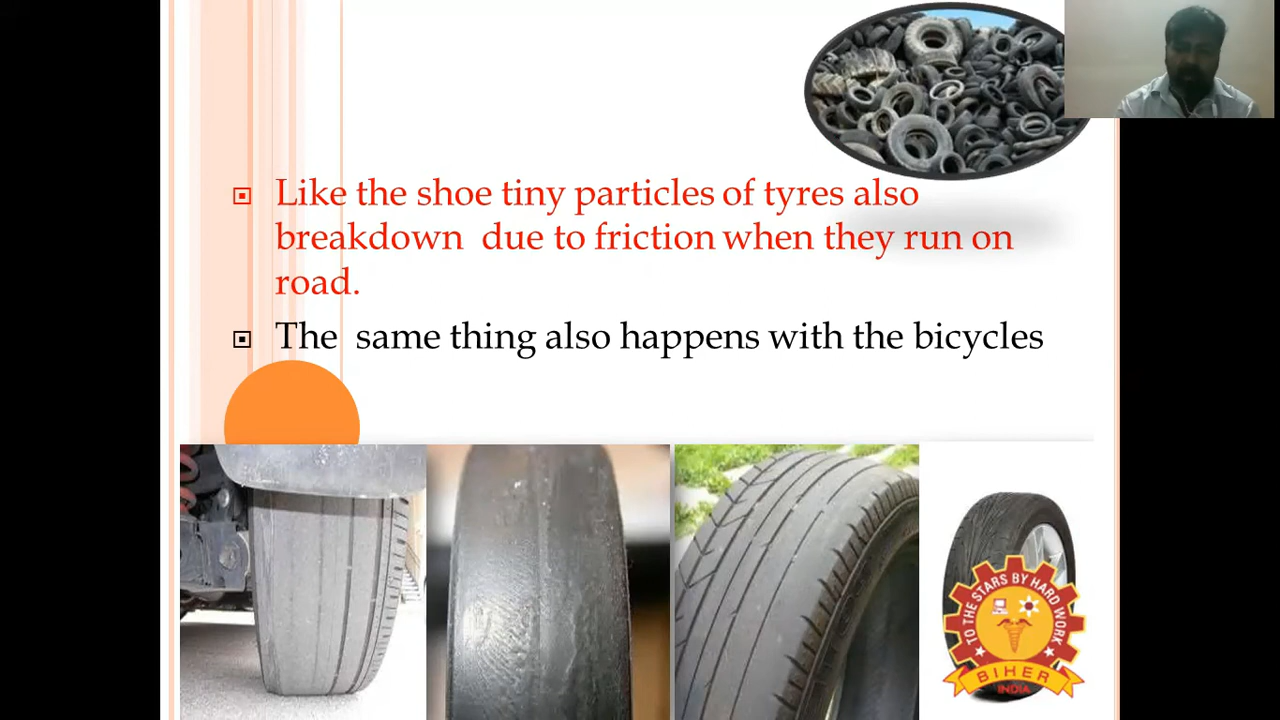 Like the shoe tiny particles of tyres also
breakdown due to friction when they run on
road.
The same thing also happens with the bicycles
TO THE STARS BY HARD WORK
BIHER
INDIA